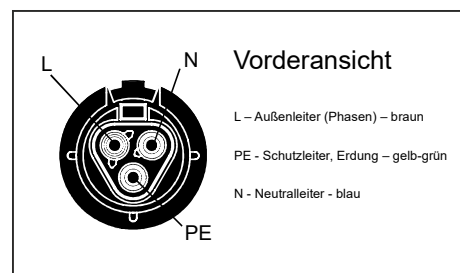 L
N
Vorderansicht
L – Außenleiter (Phasen) – braun
PE - Schutzleiter, Erdung – gelb-grün
N - Neutralleiter - blau
PE